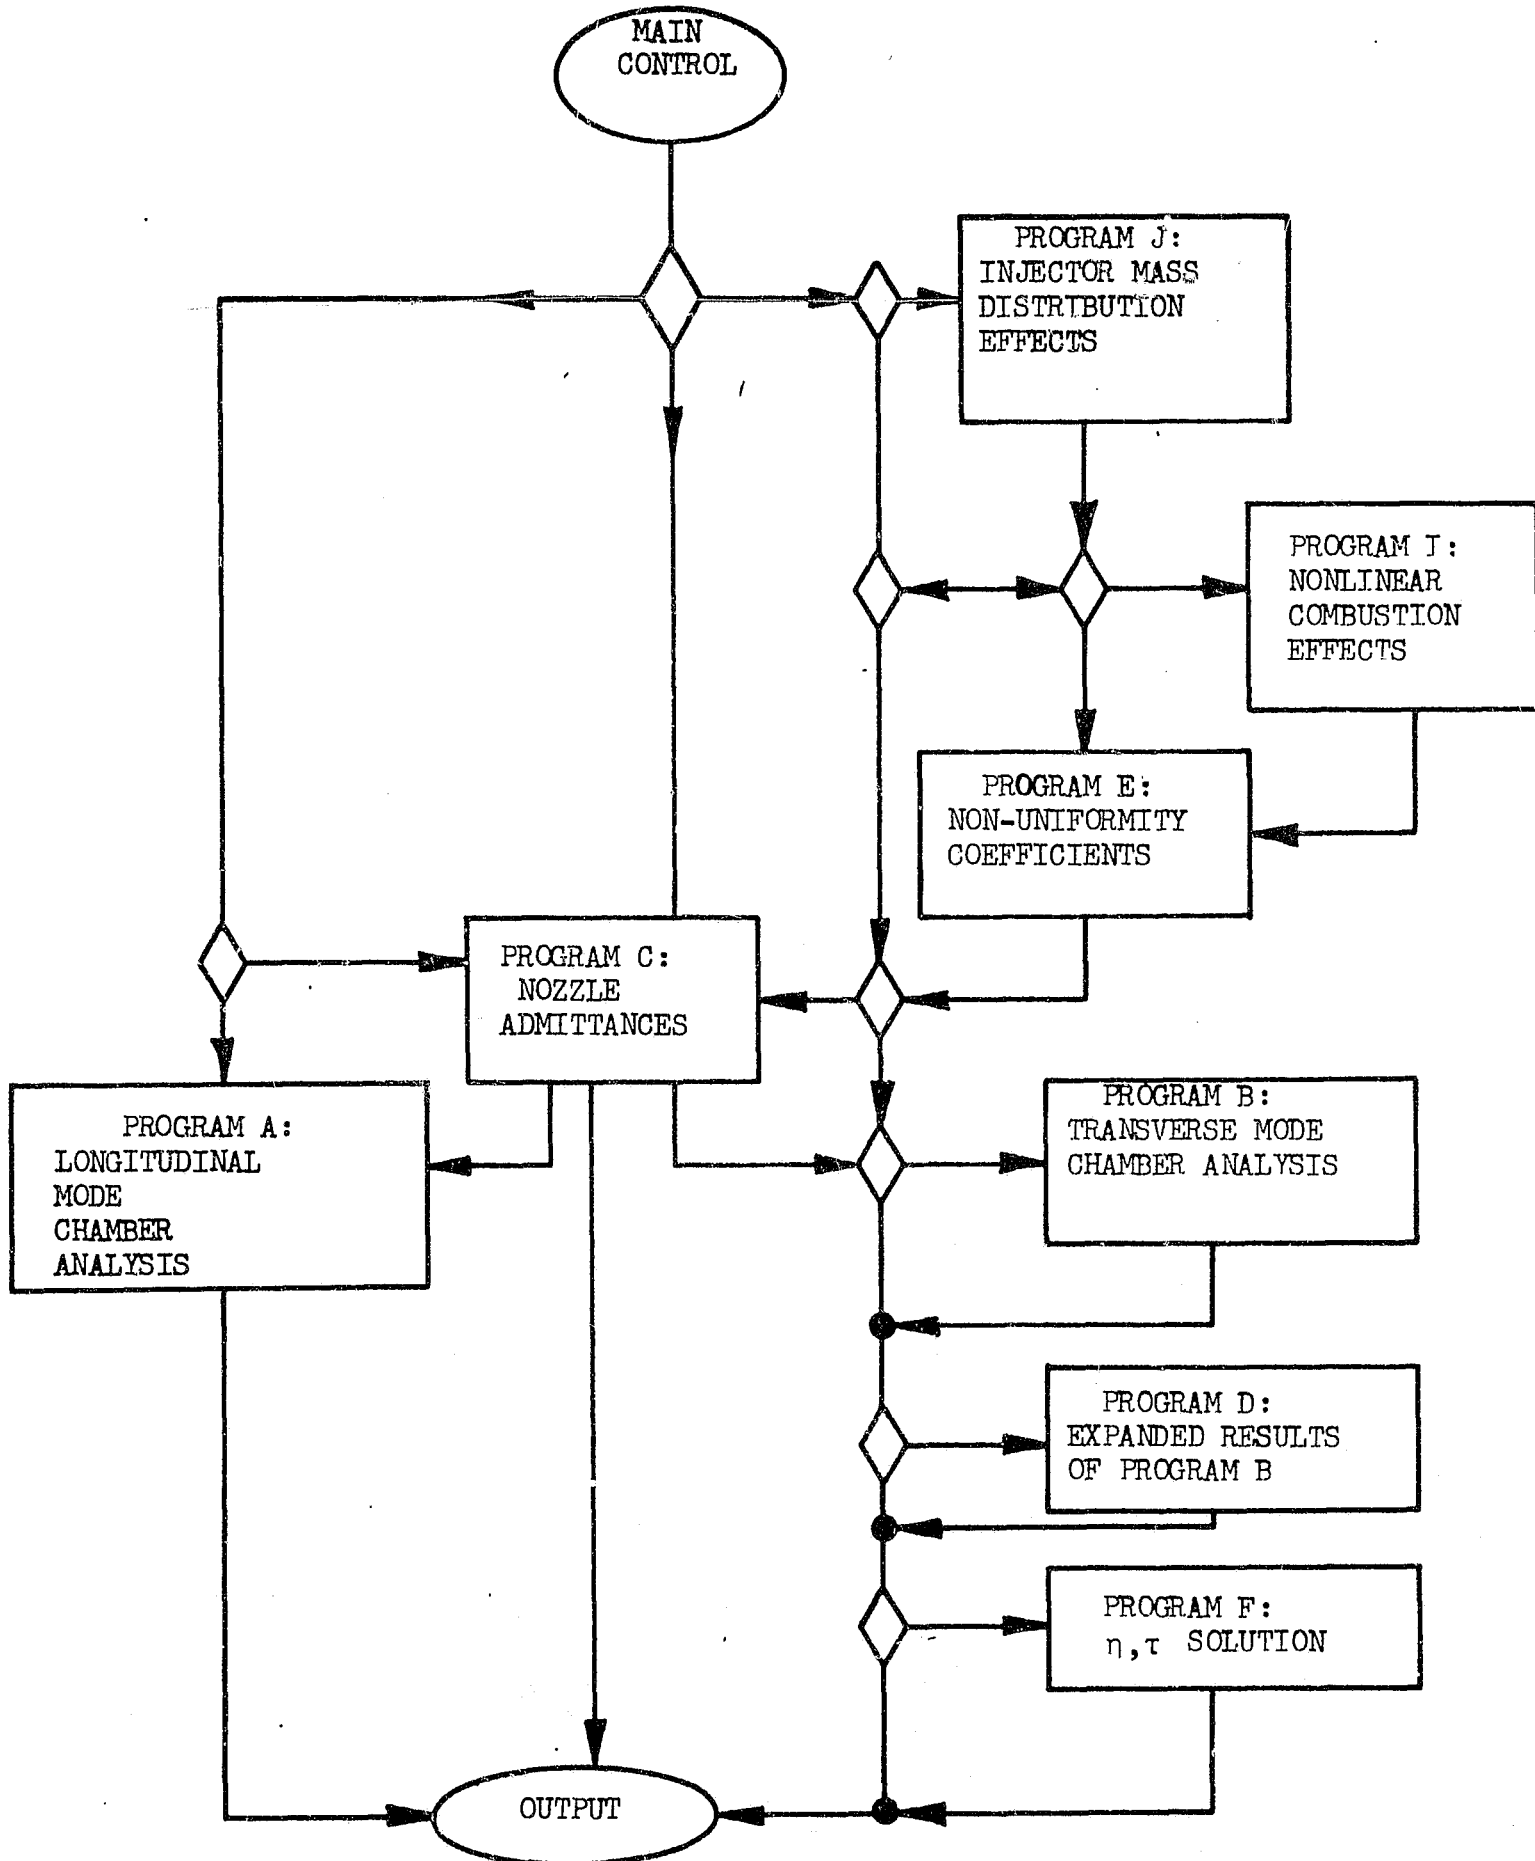 MAIN
CONTROL
PROGRAM J:
INJECTOR MASS
DISTRIBUTION
EFFECTS
PROGRAM I:
NONLINEAR
COMBUSTION
EFFECTS
PROGRAM E:
NON-UNIFORMITY
COEFFICIENTS
PROGRAM C:
NOZZLE
ADMITTANCES
PROGRAM A:
LONGITUDINAL
MODE
CHAMBER
ANALYSIS
PROGRAM B:
TRANSVERSE MODE
CHAMBER ANALYSIS
PROGRAM D:
EXPANDED RESULTS
OF PROGRAM B
PROGRAM F:
η,τ SOLUTION
OUTPUT